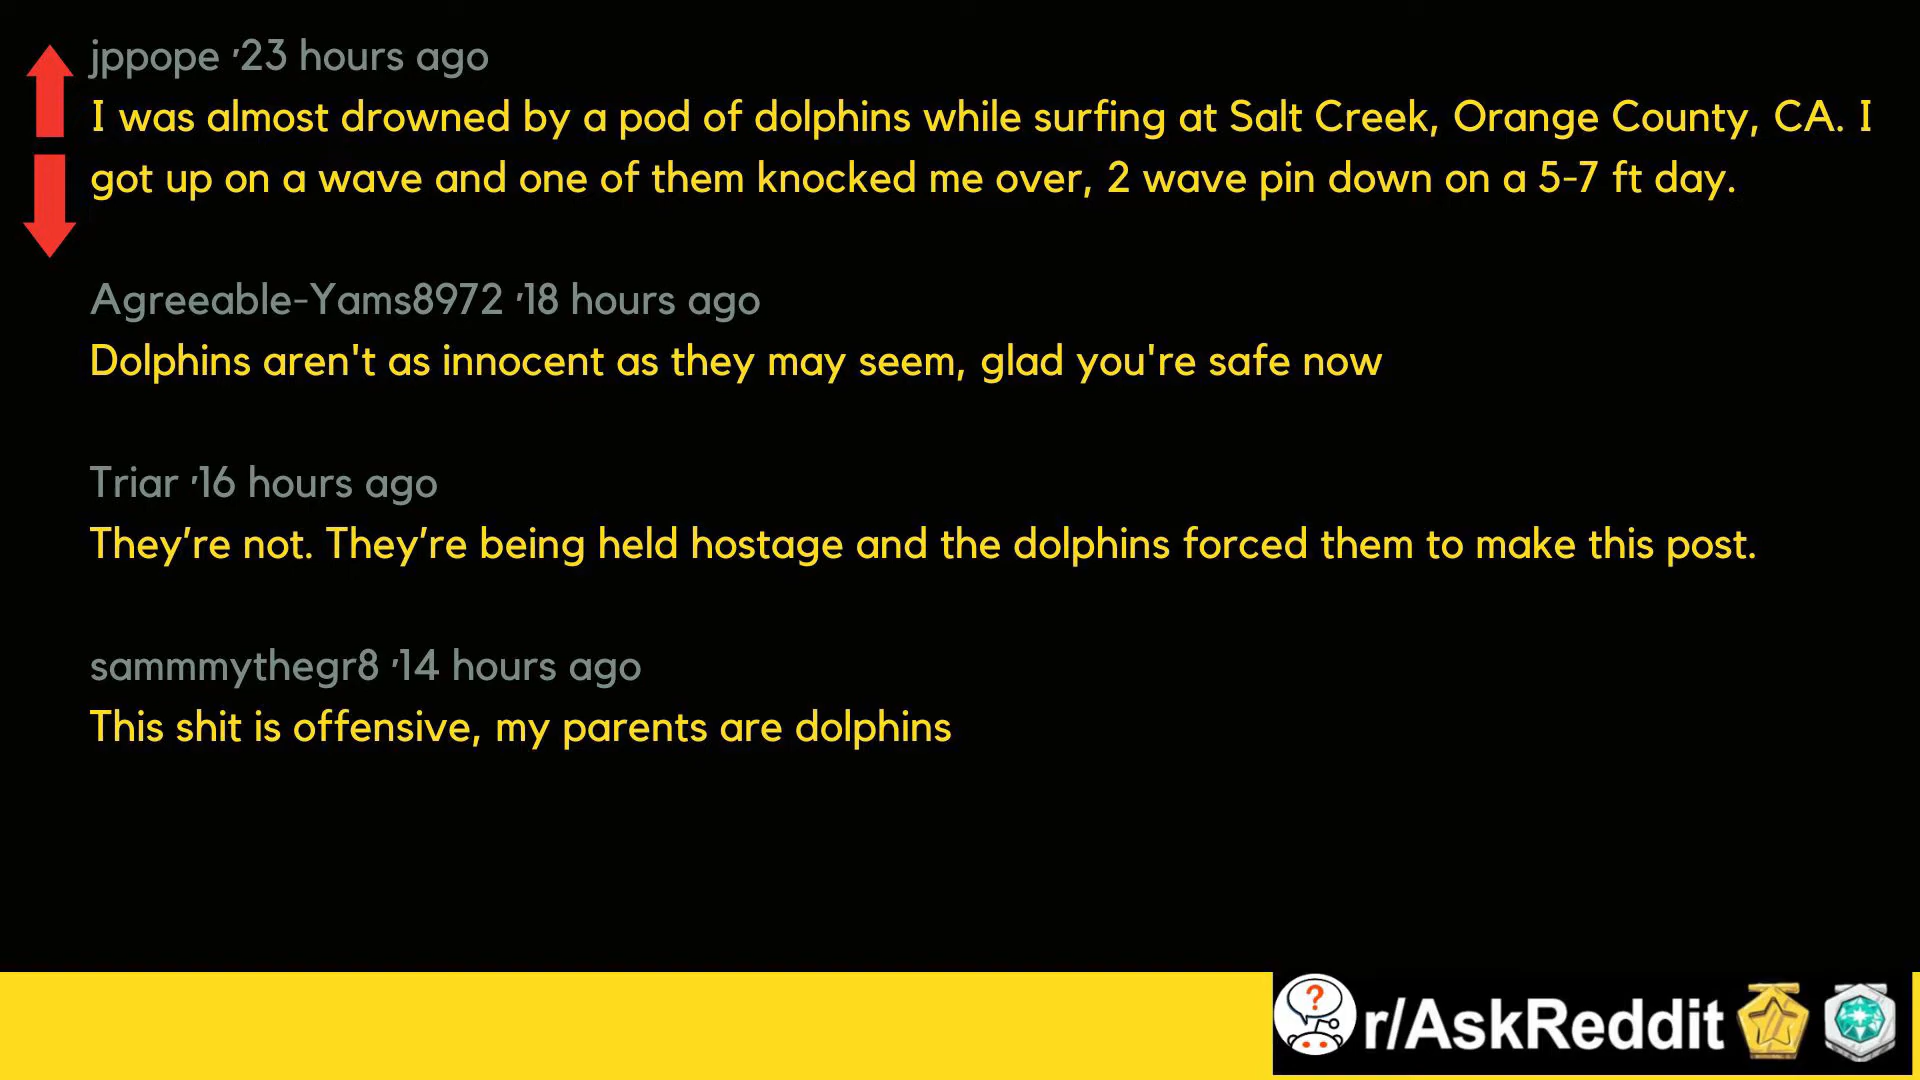 jppope ‘23 hours ago
I was almost drowned by a pod of dolphins while surfing at Salt Creek, Orange County, CA. I
got up on a wave and one of them knocked me over, 2 wave pin down on a 5-7 ft day.
Agreeable-Yams8972 ‘18 hours ago
Dolphins aren't as innocent as they may seem, glad you're safe now
Triar ‘16 hours ago
They’re not. They’re being held hostage and the dolphins forced them to make this post.
sammmythegr8 ‘14 hours ago
This shit is offensive, my parents are dolphins
?
r/AskReddit